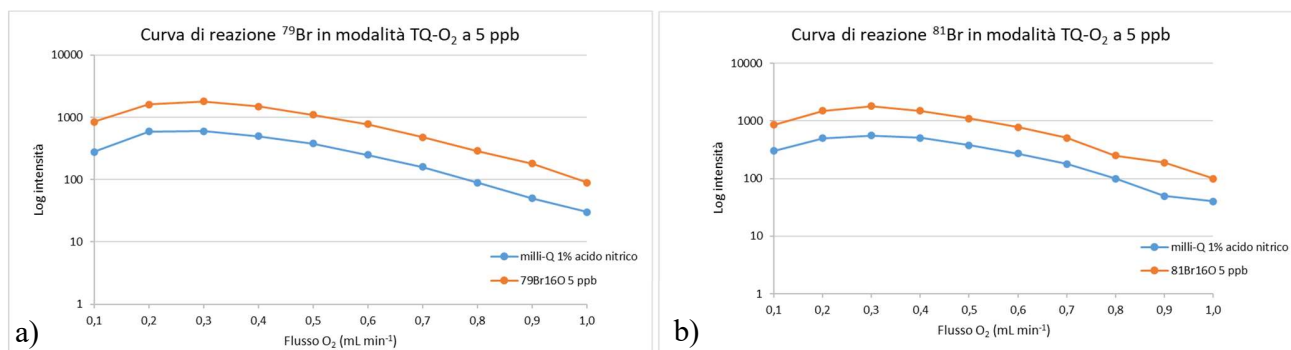 Curva di reazione ⁷⁹Br in modalità TQ-O₂ a 5 ppb
10000
1000
100
10
1
Log intensità
0,1 0,2 0,3 0,4 0,5 0,6 0,7 0,8 0,9 1,0
Flusso O₂ (mL min⁻¹)
milli-Q 1% acido nitrico
79Br16O 5 ppb
a)
Curva di reazione ⁸¹Br in modalità TQ-O₂ a 5 ppb
10000
1000
100
10
1
Log intensità
0,1 0,2 0,3 0,4 0,5 0,6 0,7 0,8 0,9 1,0
Flusso O₂ (mL min⁻¹)
milli-Q 1% acido nitrico
81Br16O 5 ppb
b)